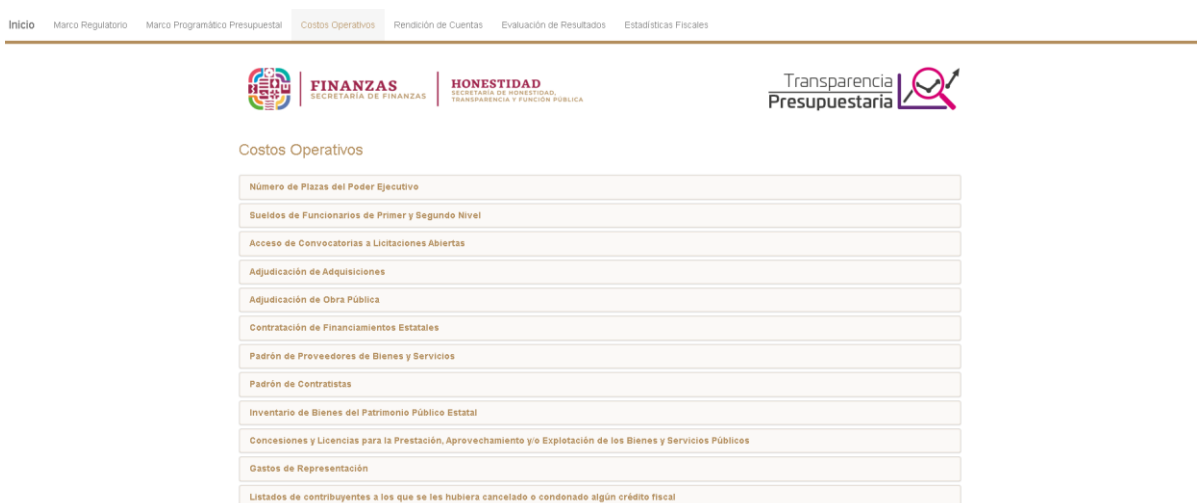 Inicio Marco Regulatorio Marco Programático Presupuestal Costos Operativos Rendición de Cuentas Evaluación de Resultados Estadísticas Fiscales
FINANZAS
SECRETARÍA DE FINANZAS
HONESTIDAD
SECRETARÍA DE HONESTIDAD,
TRANSPARENCIA Y FUNCIÓN PÚBLICA
Transparencia
Presupuestaria
Costos Operativos
Número de Plazas del Poder Ejecutivo
Sueldos de Funcionarios de Primer y Segundo Nivel
Acceso de Convocatorias a Licitaciones Abiertas
Adjudicación de Adquisiciones
Adjudicación de Obra Pública
Contratación de Financiamientos Estatales
Padrón de Proveedores de Bienes y Servicios
Padrón de Contratistas
Inventario de Bienes del Patrimonio Público Estatal
Concesiones y Licencias para la Prestación, Aprovechamiento y/o Explotación de los Bienes y Servicios Públicos
Gastos de Representación
Listados de contribuyentes a los que se les hubiera cancelado o condonado algún crédito fiscal